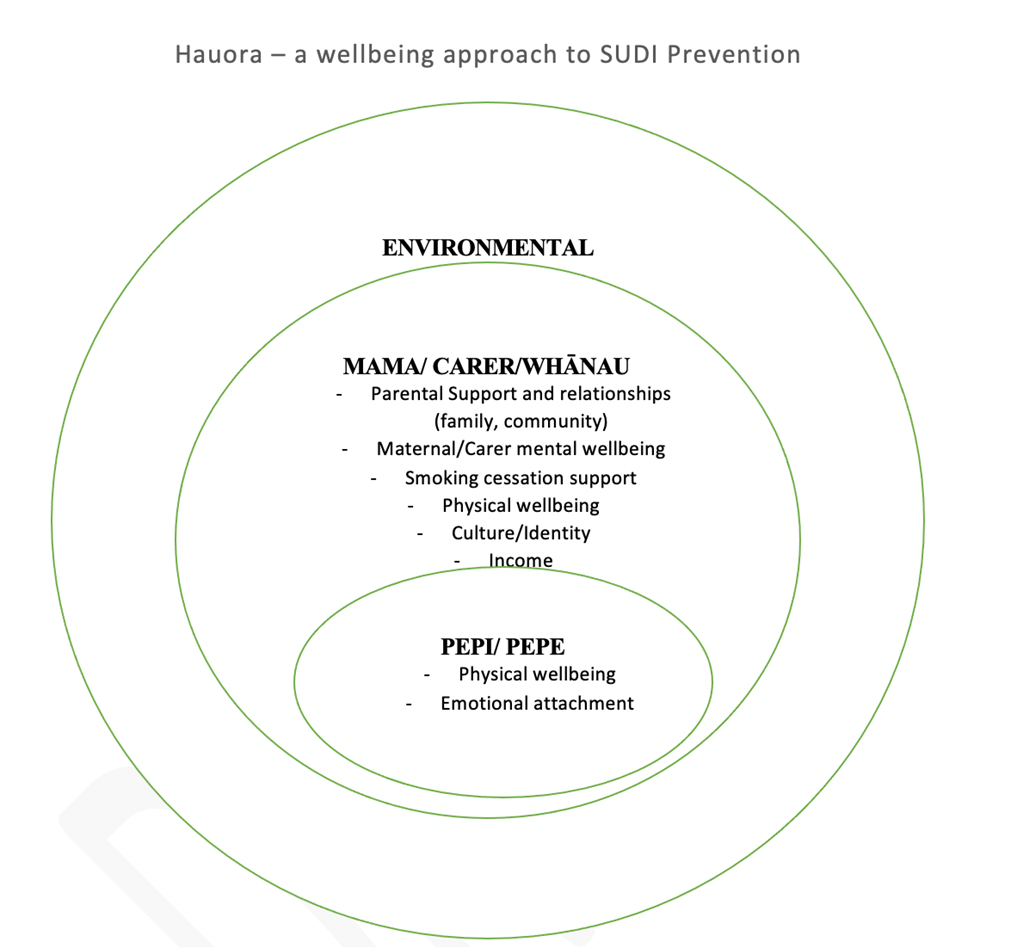 Hauora – a wellbeing approach to SUDI Prevention
ENVIRONMENTAL
MAMA/ CARER/WHĀNAU
- Parental Support and relationships
(family, community)
- Maternal/Carer mental wellbeing
- Smoking cessation support
- Physical wellbeing
- Culture/Identity
- Income
PEPI/ PEPE
- Physical wellbeing
- Emotional attachment